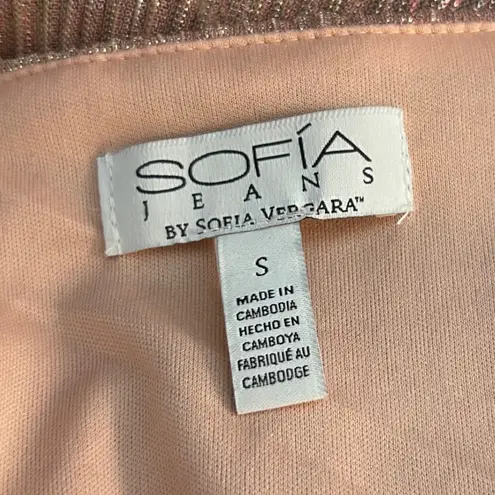 SOFÍA
JEANS
BY SOFIA VERGARA™
S
MADE IN
CAMBODIA
HECHO EN
CAMBOYA
FABRIQUÉ AU
CAMBODGE